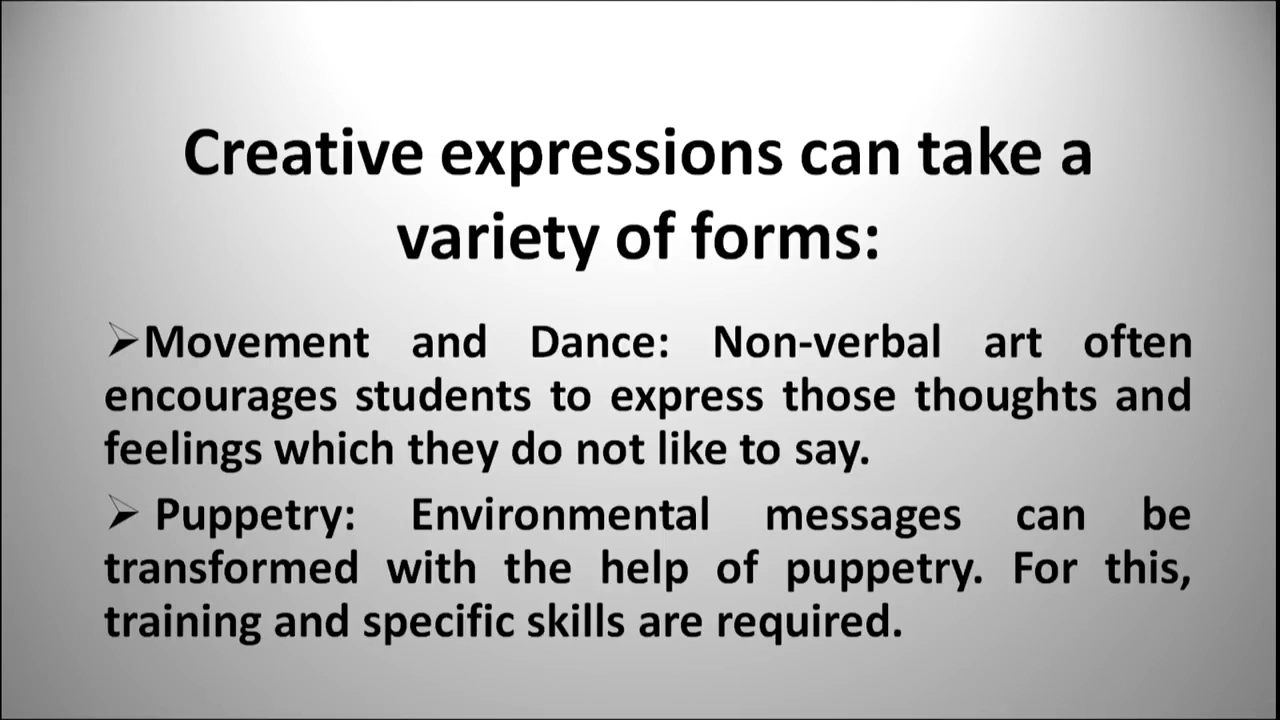 Creative expressions can take a
variety of forms:
➢Movement and Dance: Non-verbal art often
encourages students to express those thoughts and
feelings which they do not like to say.
➢ Puppetry: Environmental messages can be
transformed with the help of puppetry. For this,
training and specific skills are required.